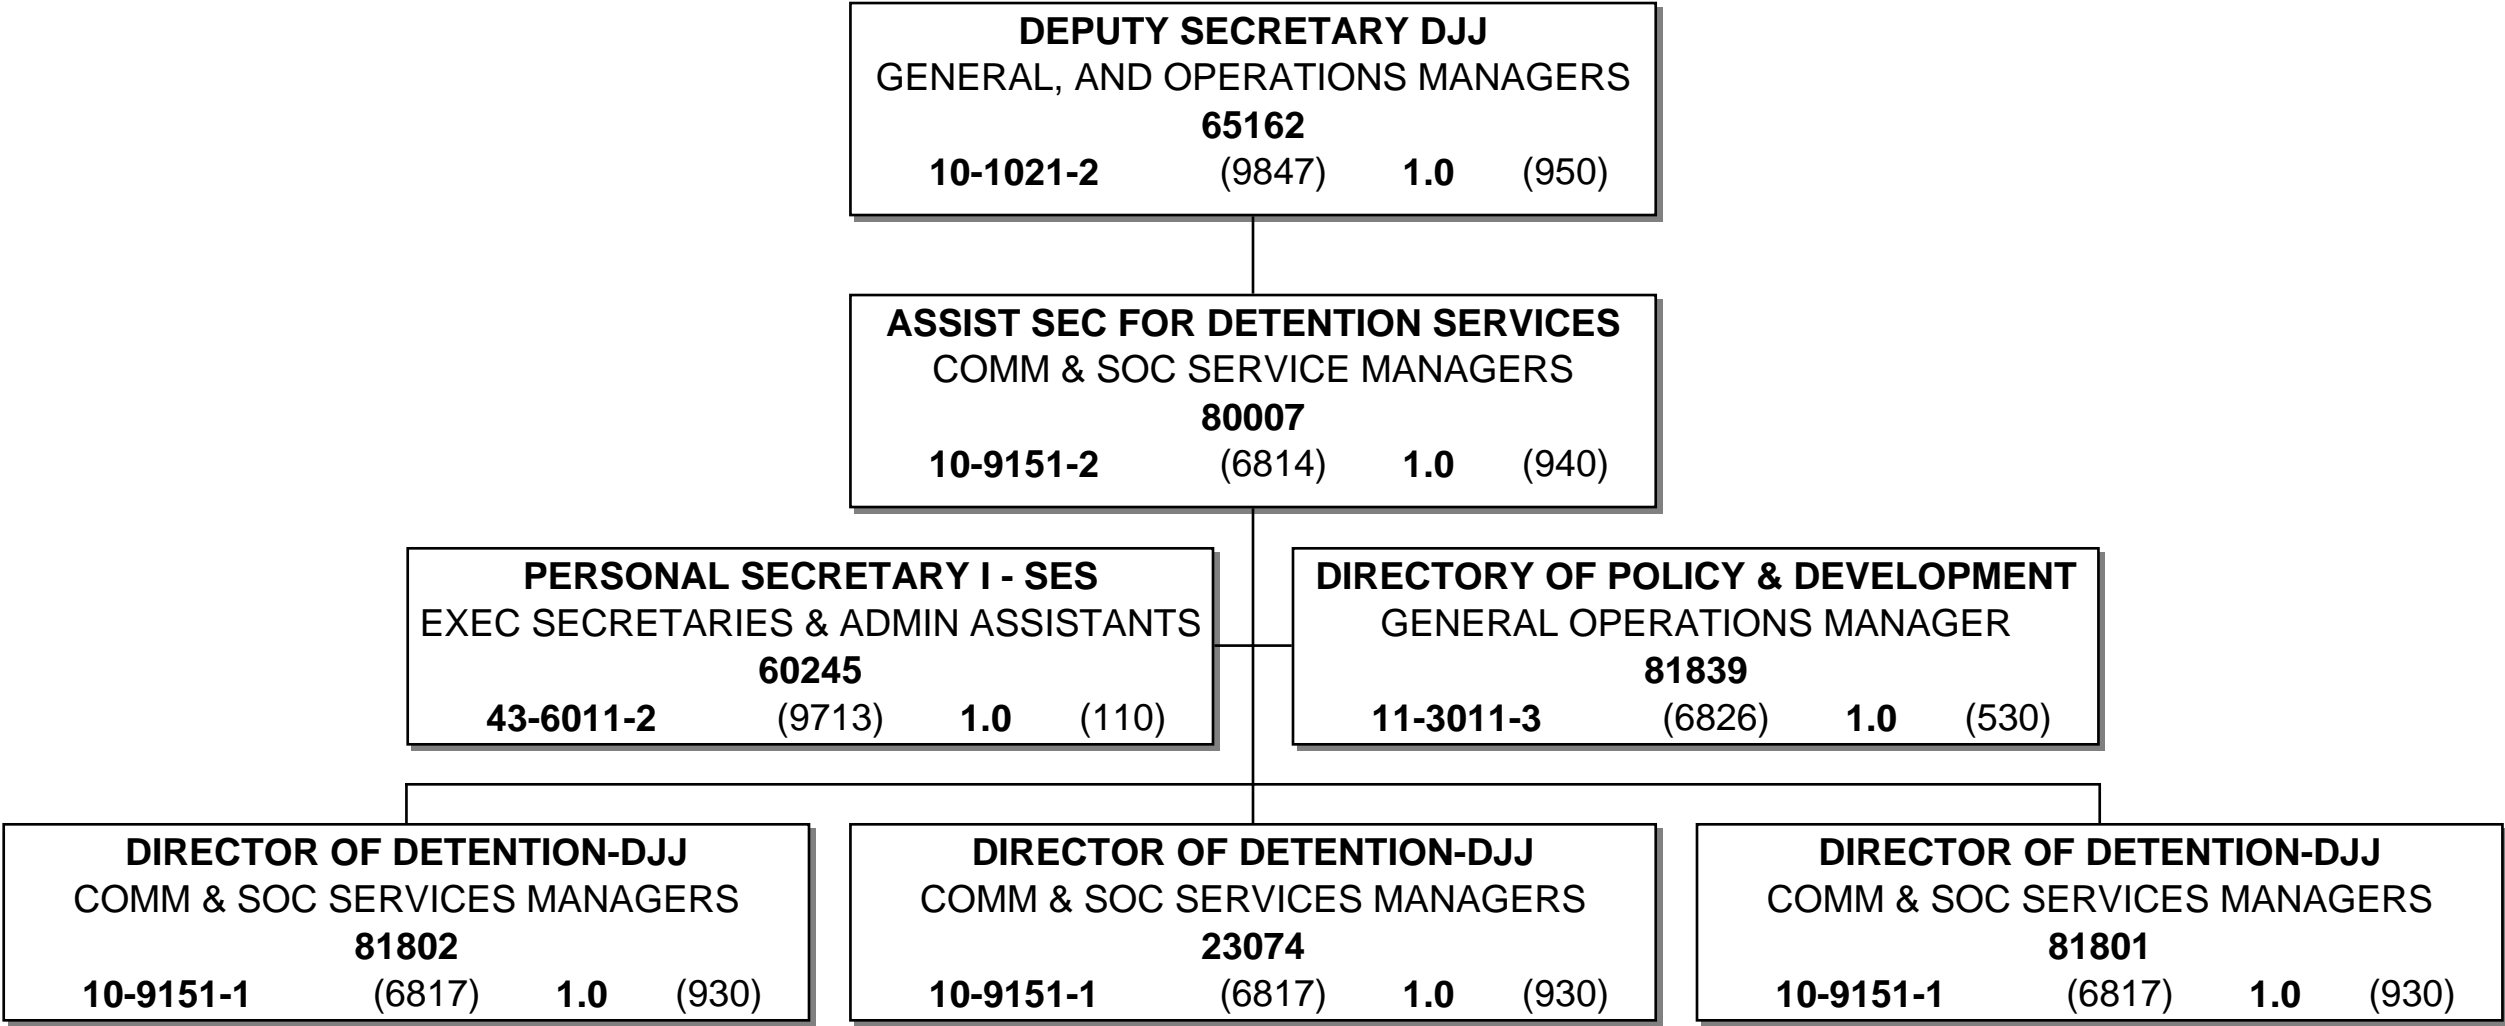 DEPUTY SECRETARY DJJ
GENERAL, AND OPERATIONS MANAGERS
65162
10-1021-2 (9847) 1.0 (950)
ASSIST SEC FOR DETENTION SERVICES
COMM & SOC SERVICE MANAGERS
80007
10-9151-2 (6814) 1.0 (940)
PERSONAL SECRETARY I - SES
EXEC SECRETARIES & ADMIN ASSISTANTS
60245
43-6011-2 (9713) 1.0 (110)
DIRECTORY OF POLICY & DEVELOPMENT
GENERAL OPERATIONS MANAGER
81839
11-3011-3 (6826) 1.0 (530)
DIRECTOR OF DETENTION-DJJ
COMM & SOC SERVICES MANAGERS
81802
10-9151-1 (6817) 1.0 (930)
DIRECTOR OF DETENTION-DJJ
COMM & SOC SERVICES MANAGERS
23074
10-9151-1 (6817) 1.0 (930)
DIRECTOR OF DETENTION-DJJ
COMM & SOC SERVICES MANAGERS
81801
10-9151-1 (6817) 1.0 (930)